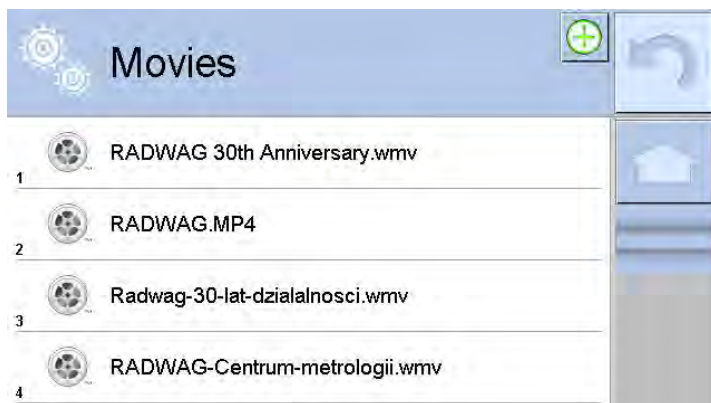 Movies
RADWAG 30th Anniversary.wmv
1
RADWAG.MP4
2
Radwag-30-lat-dzialalnosci.wmv
3
RADWAG-Centrum-metrologii.wmv
4